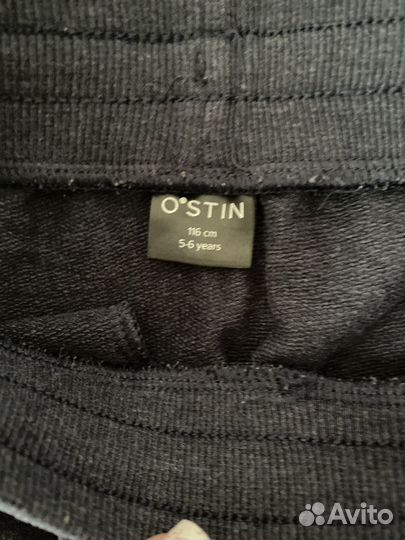 O'STIN
116 cm
5-6 years
Avito